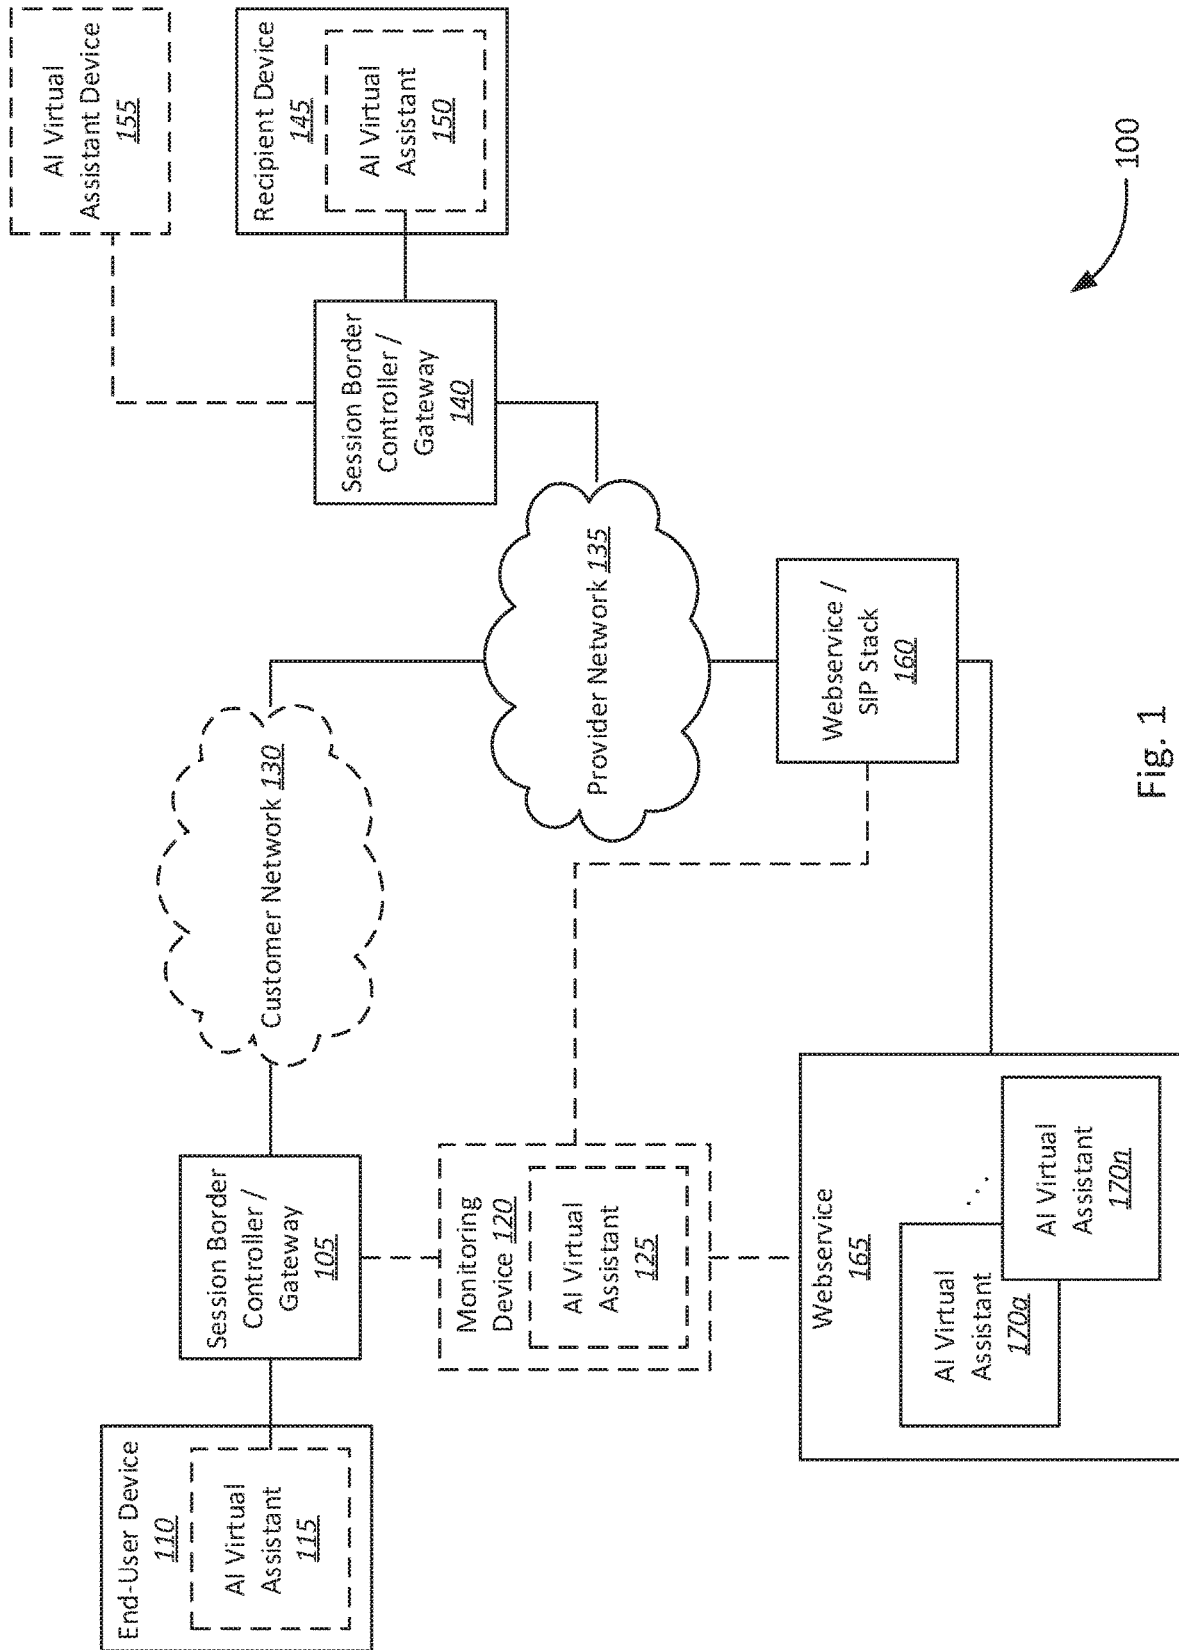 End-User Device
110
AI Virtual
Assistant
115
Session Border
Controller /
Gateway
105
Monitoring
Device 120
AI Virtual
Assistant
125
Customer Network 130
Provider Network 135
Session Border
Controller /
Gateway
140
AI Virtual
Assistant Device
155
Recipient Device
145
AI Virtual
Assistant
150
Webservice /
SIP Stack
160
Webservice
165
AI Virtual
Assistant
170a
. . .
AI Virtual
Assistant
170n
100
Fig. 1